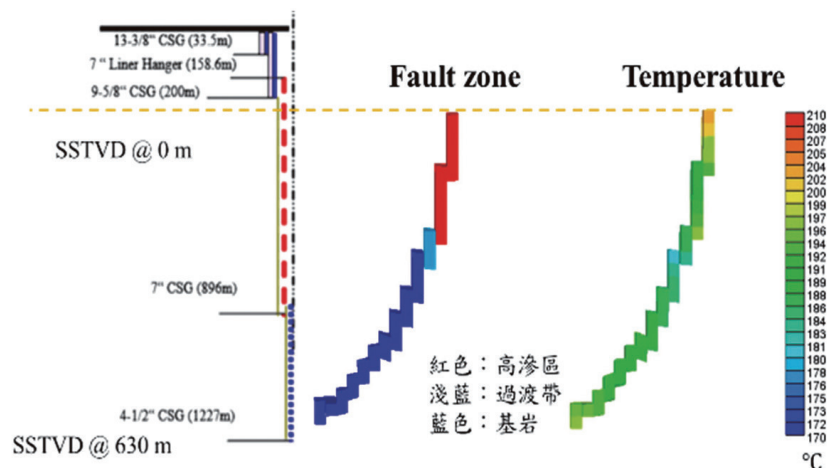 13-3/8" CSG (33.5m)
7 " Liner Hanger (158.6m)
9-5/8" CSG (200m)
Fault zone
Temperature
SSTVD @ 0 m
7" CSG (896m)
4-1/2" CSG (1227m)
SSTVD @ 630 m
紅色：高滲區
淺藍：過渡帶
藍色：基岩
210
208
207
205
204
202
200
199
197
196
194
192
191
189
188
186
184
183
181
180
178
176
175
173
172
170
°C